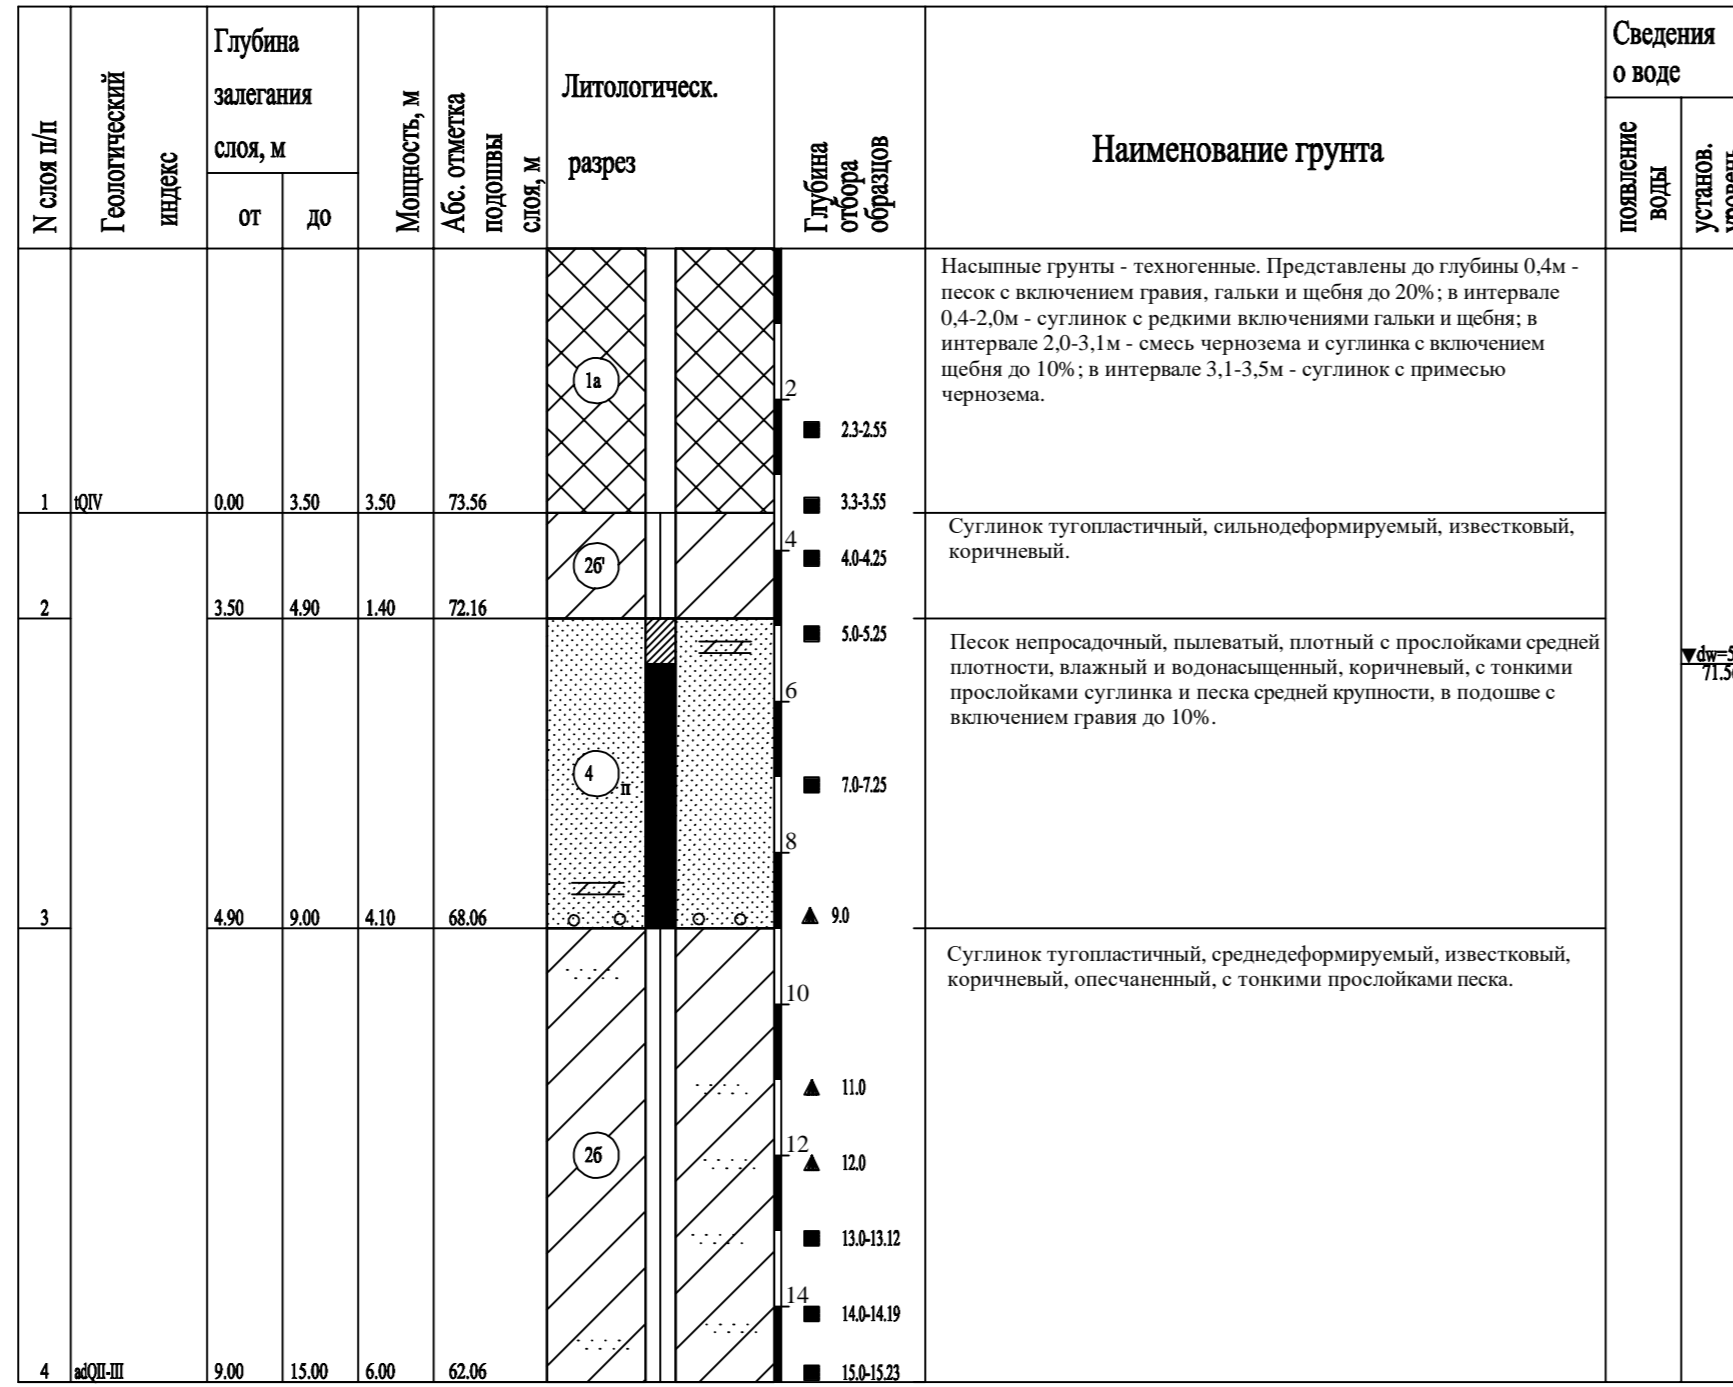 N слоя п/п
Геологический
индекс
Глубина
залегания
слоя, м
от
до
Мощность, м
Абс. отметка
подошвы
слоя, м
Литологическ.
разрез
Глубина
отбора
образцов
Наименование грунта
Сведения
о воде
появление
воды
установ.
уровень
Насыпные грунты - техногенные. Представлены до глубины 0,4м -
песок с включением гравия, гальки и щебня до 20%; в интервале
0,4-2,0м - суглинок с редкими включениями гальки и щебня; в
интервале 2,0-3,1м - смесь чернозема и суглинка с включением
щебня до 10%; в интервале 3,1-3,5м - суглинок с примесью
чернозема.
1а
2
2.3-2.55
3.3-3.55
1 tQIV 0.00 3.50 3.50 73.56
Суглинок тугопластичный, сильнодеформируемый, известковый,
коричневый.
2б'
4
4.0-4.25
2 3.50 4.90 1.40 72.16
5.0-5.25
Песок непросадочный, пылеватый, плотный с прослойками средней
плотности, влажный и водонасыщенный, коричневый, с тонкими
прослойками суглинка и песка средней крупности, в подошве с
включением гравия до 10%.
dw=5
71.5
6
4
п
7.0-7.25
8
9.0
3 4.90 9.00 4.10 68.06
Суглинок тугопластичный, среднедеформируемый, известковый,
коричневый, опесчаненный, с тонкими прослойками песка.
10
11.0
12
2б
12.0
13.0-13.12
14
14.0-14.19
15.0-15.23
4 adQII-III 9.00 15.00 6.00 62.06